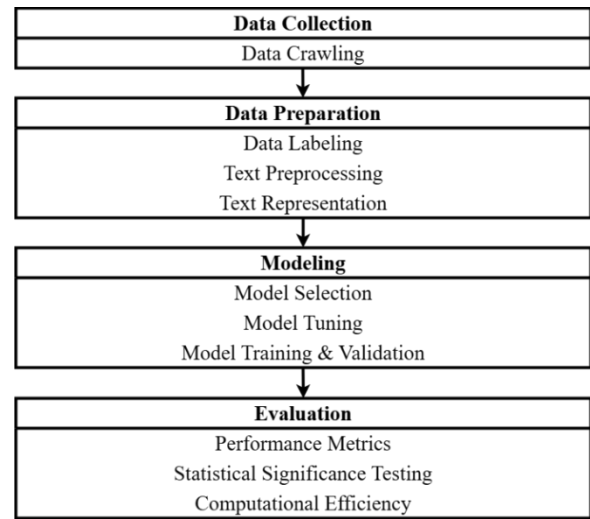 Data Collection
Data Crawling
Data Preparation
Data Labeling
Text Preprocessing
Text Representation
Modeling
Model Selection
Model Tuning
Model Training & Validation
Evaluation
Performance Metrics
Statistical Significance Testing
Computational Efficiency